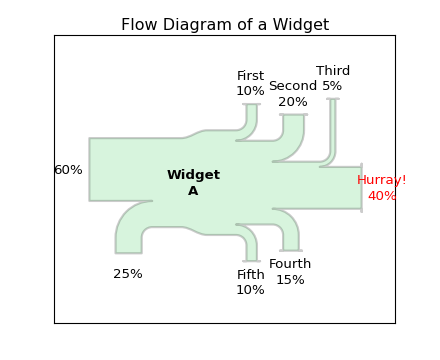 Flow Diagram of a Widget
First
10%
Second
20%
Third
5%
60%
Widget
A
Hurray!
40%
25%
Fifth
10%
Fourth
15%